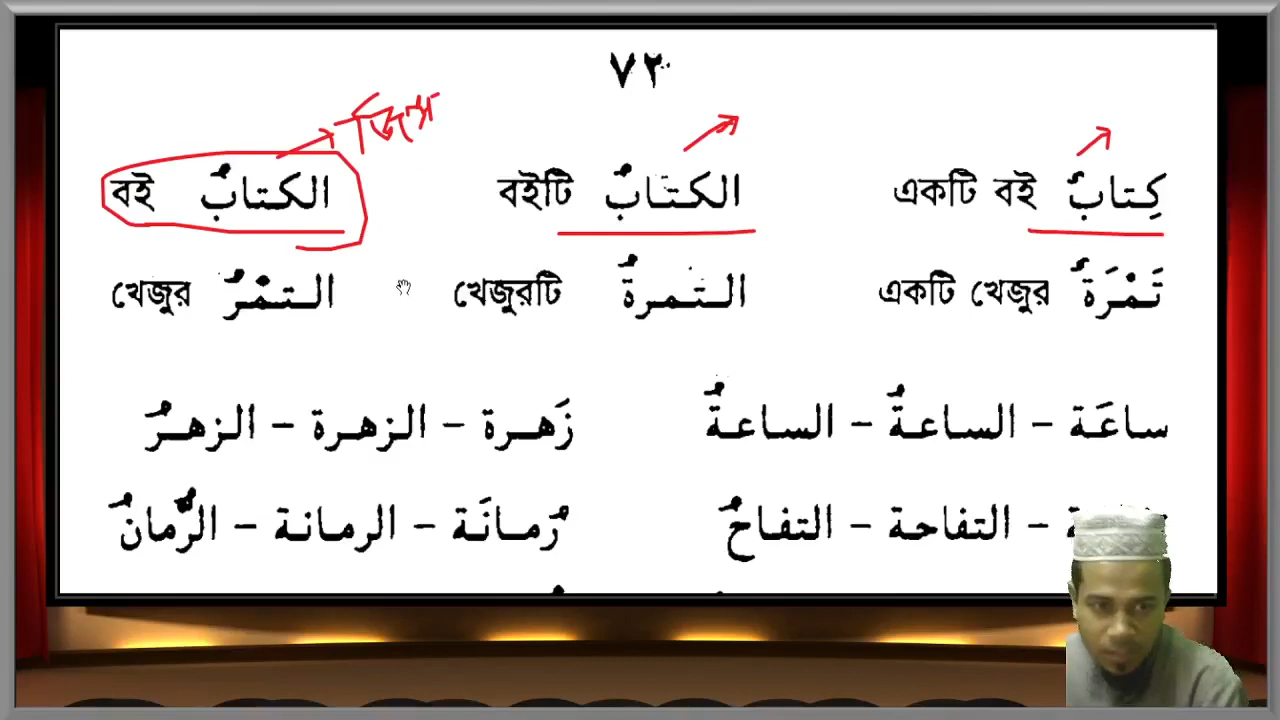 ٧٢
জিন্স
كِتابٌ একটি বই الكتابُ বইটি الكتابُ বই
تَمْرَةٌ একটি খেজুর التمرةُ খেজুরটি التمْرُ খেজুর
ساعَة – الساعةُ – الساعةُ زَهرة – الزهرة – الزهرُ
– التفاحة – التفاحُ رُمانَة – الرمانة – الرُّمانُ